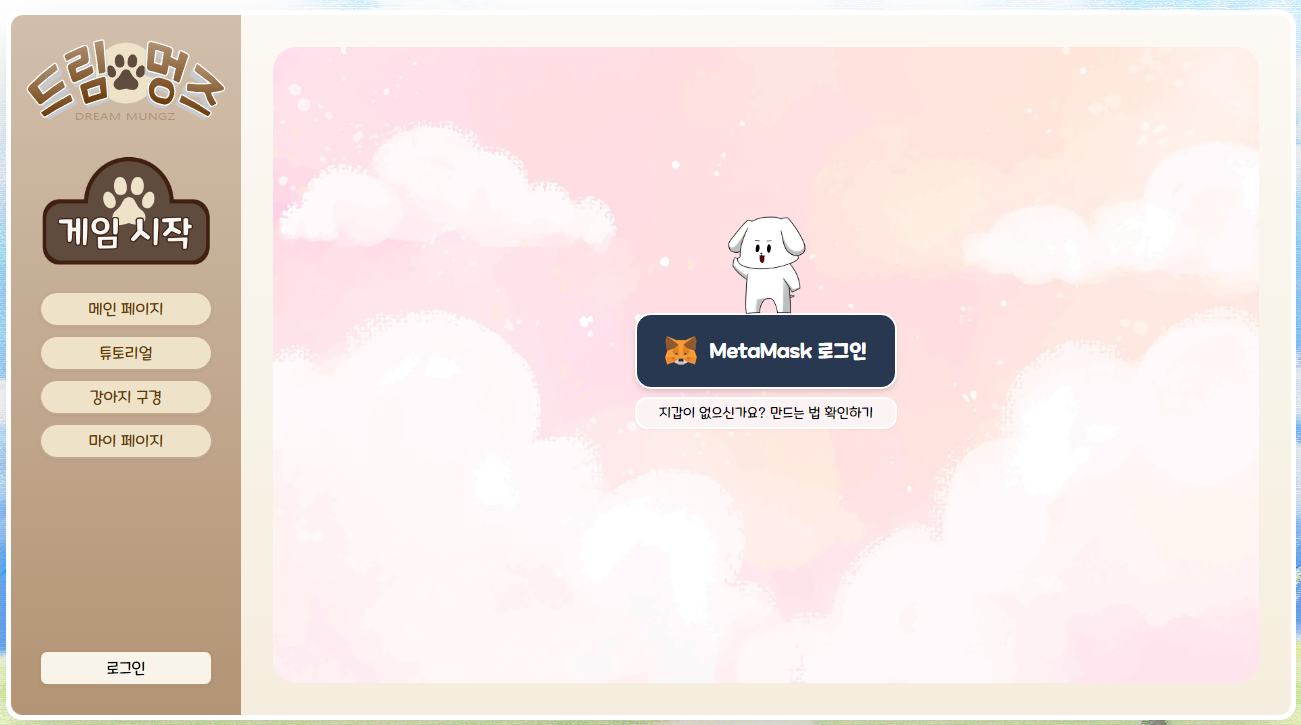 드림 멍즈
DREAM MUNGZ
게임 시작
메인 페이지
튜토리얼
강아지 구경
마이 페이지
로그인
MetaMask 로그인
지갑이 없으신가요? 만드는 법 확인하기